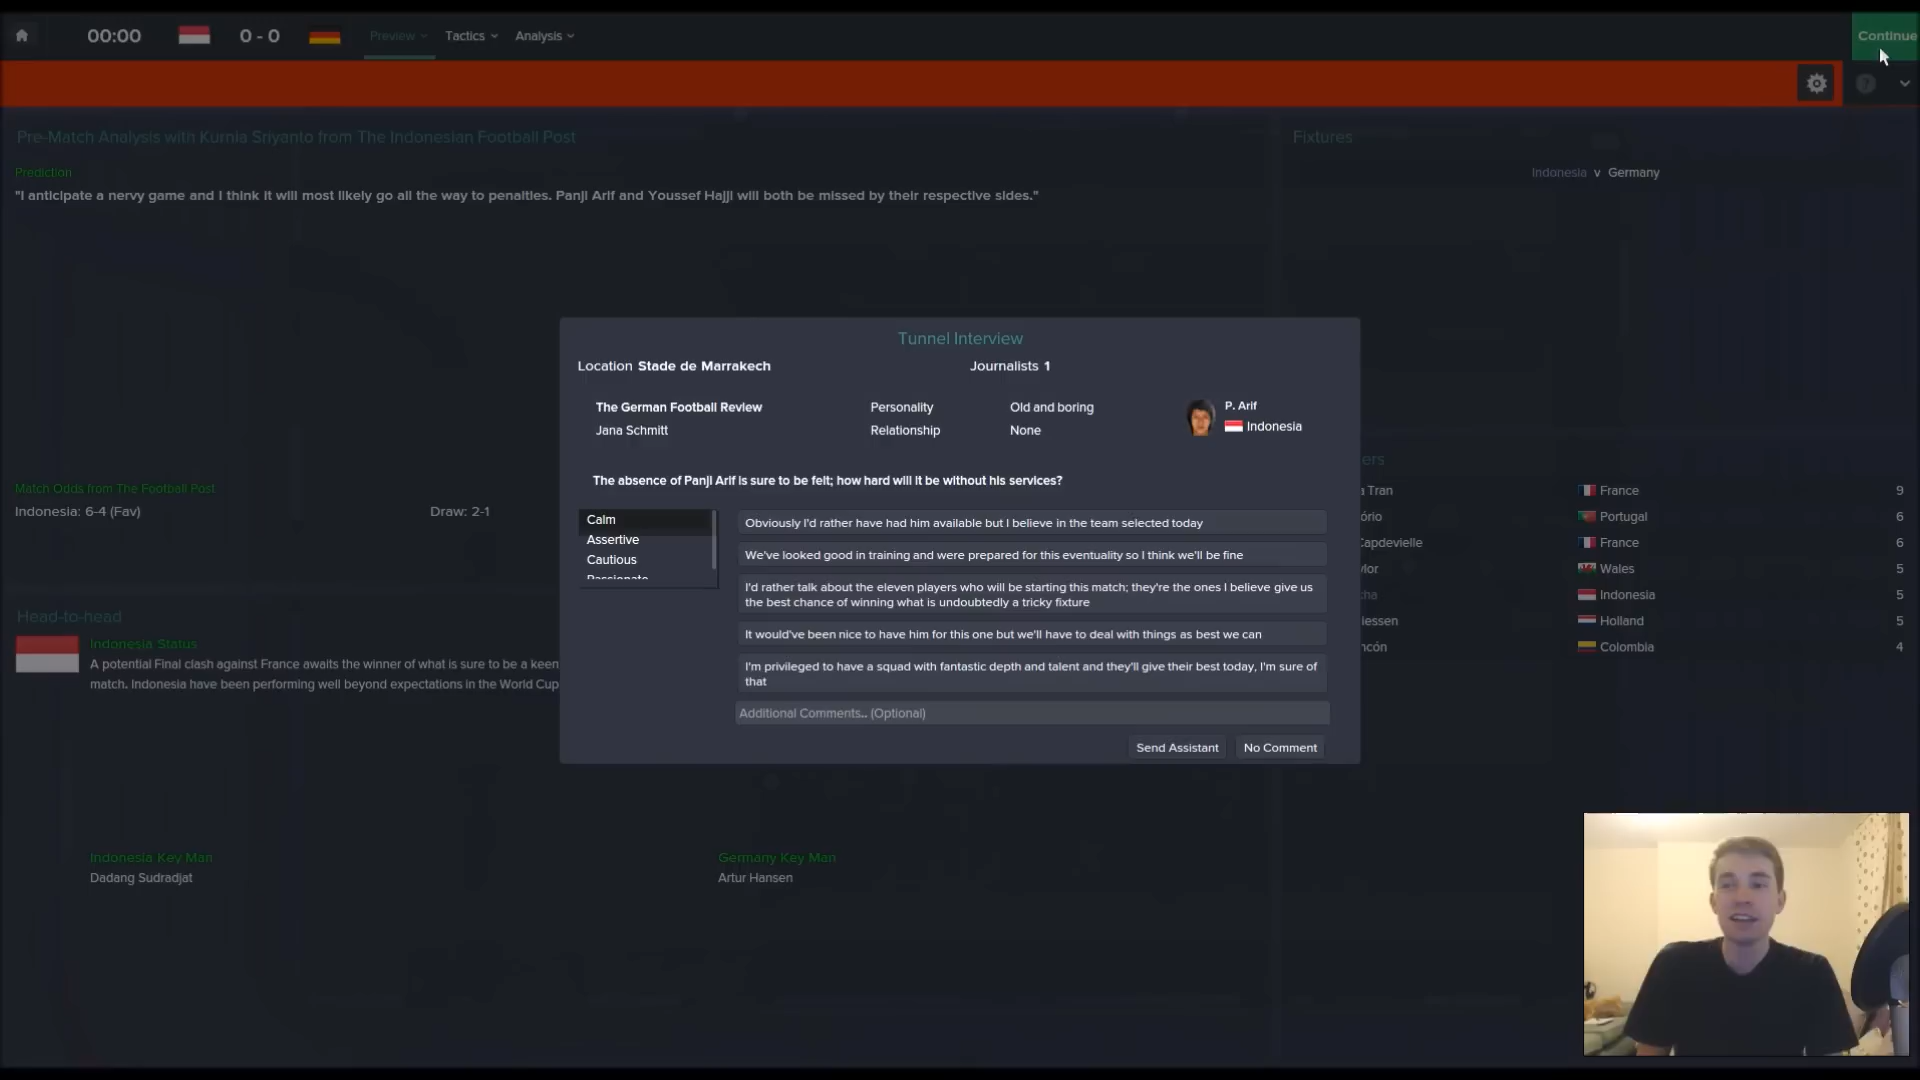 00:00 0 - 0 Preview Tactics Analysis Continue
?
Pre-Match Analysis with Kurnia Sriyanto from The Indonesian Football Post
Prediction
"I anticipate a nervy game and I think it will most likely go all the way to penalties. Panji Arif and Youssef Hajji will both be missed by their respective sides."
Fixtures
Indonesia v Germany
Tunnel Interview
Location Stade de Marrakech Journalists 1
The German Football Review Personality Old and boring P. Arif
Jana Schmitt Relationship None Indonesia
The absence of Panji Arif is sure to be felt; how hard will it be without his services?
Calm
Assertive
Cautious
Passionate
Obviously I'd rather have had him available but I believe in the team selected today
We've looked good in training and were prepared for this eventuality so I think we'll be fine
I'd rather talk about the eleven players who will be starting this match; they're the ones I believe give us
the best chance of winning what is undoubtedly a tricky fixture
It would've been nice to have him for this one but we'll have to deal with things as best we can
I'm privileged to have a squad with fantastic depth and talent and they'll give their best today, I'm sure of
that
Additional Comments.. (Optional)
Send Assistant No Comment
Match Odds from The Football Post
Indonesia: 6-4 (Fav) Draw: 2-1
Head-to-head
Indonesia Status
A potential Final clash against France awaits the winner of what is sure to be a keen
match. Indonesia have been performing well beyond expectations in the World Cup
Indonesia Key Man
Dadang Sudradjat
Germany Key Man
Artur Hansen
ers
a Tran France 9
ório Portugal 6
Capdevielle France 6
ylor Wales 5
cha Indonesia 5
iessen Holland 5
ncón Colombia 4